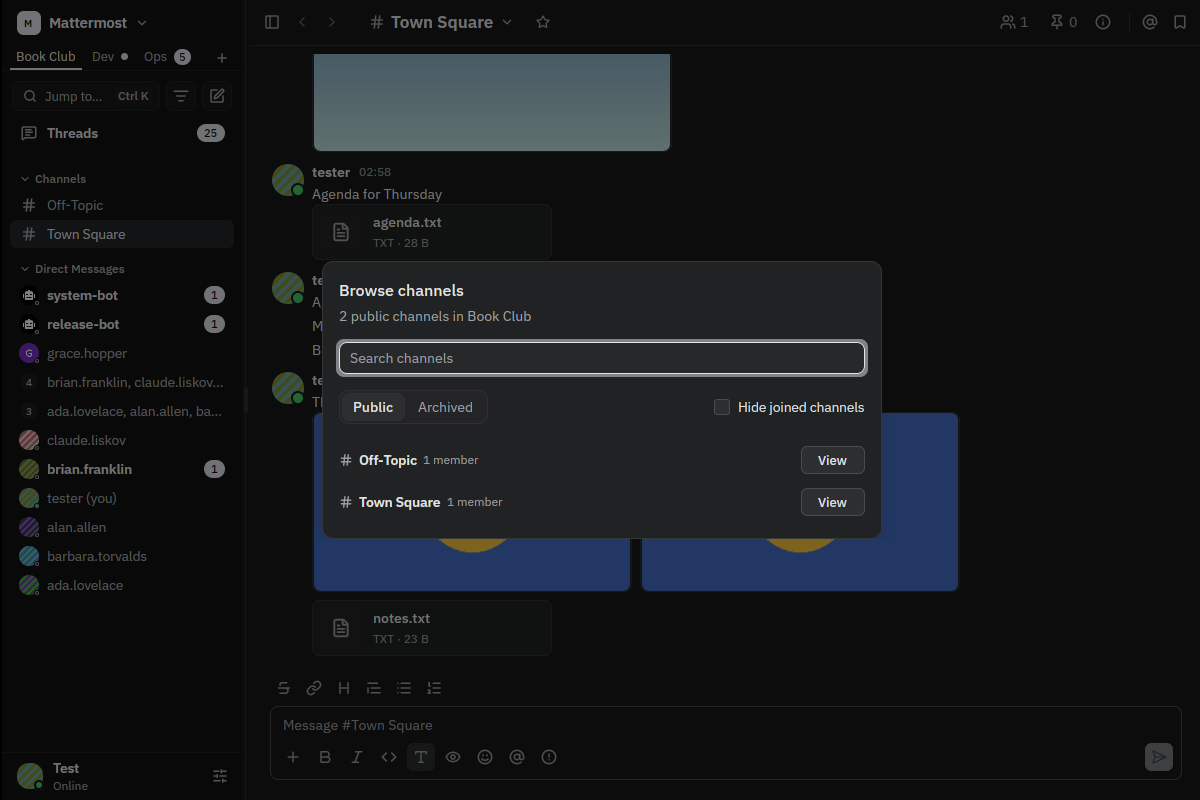 M Mattermost
Book Club Dev Ops 5
Jump to... Ctrl K
Threads 25
Channels
Off-Topic
Town Square
Direct Messages
system-bot 1
release-bot 1
G grace.hopper
4 brian.franklin, claude.liskov...
3 ada.lovelace, alan.allen, ba...
claude.liskov
brian.franklin 1
tester (you)
alan.allen
barbara.torvalds
ada.lovelace
Test
Online
# Town Square
1
0
tester 02:58
Agenda for Thursday
agenda.txt
TXT · 28 B
Browse channels
2 public channels in Book Club
Search channels
Public Archived
Hide joined channels
# Off-Topic 1 member View
# Town Square 1 member View
notes.txt
TXT · 23 B
Message #Town Square